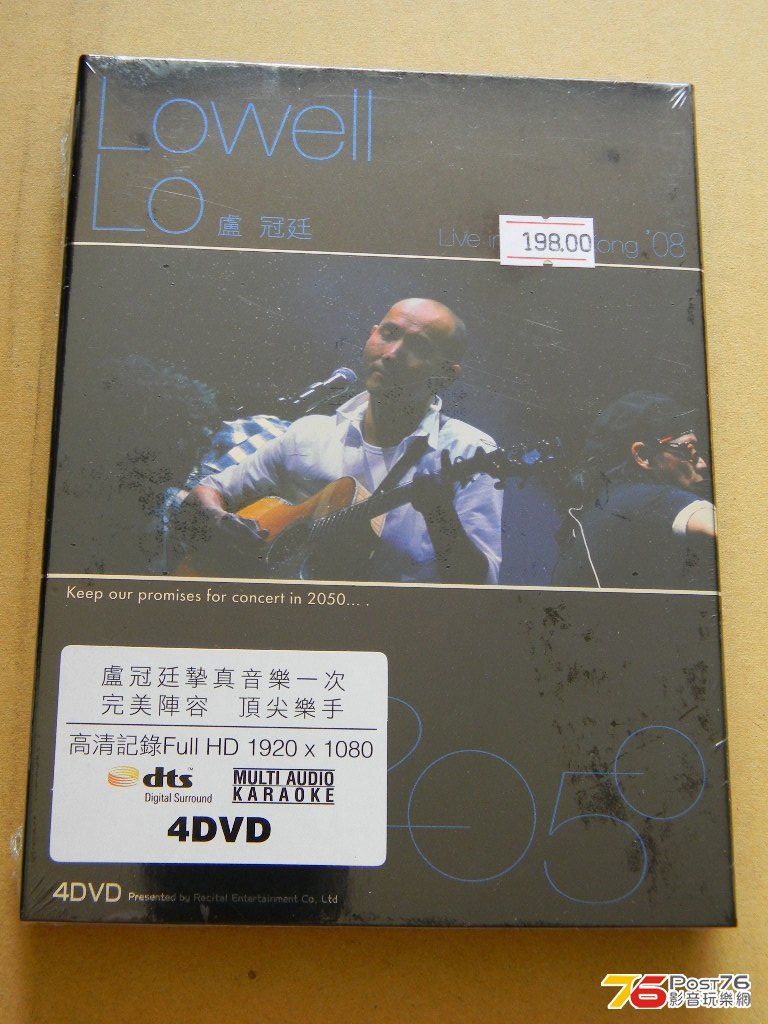 Lowell
Lo 盧 冠廷
Live in ong '08
198.00
Keep our promises for concert in 2050... .
盧冠廷摯真音樂一次
完美陣容 頂尖樂手
高清記錄Full HD 1920 x 1080
dts
Digital Surround
MULTI AUDIO
KARAOKE
4DVD
2050
4DVD Presented by Recital Entertainment Co, Ltd
76 POST76
影音玩樂網